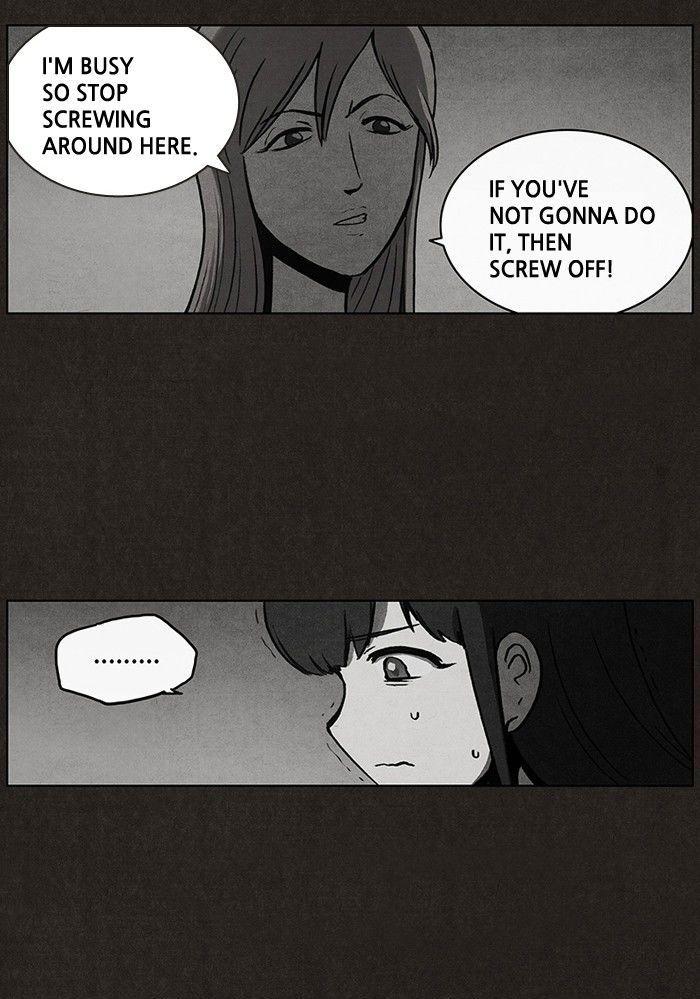 I'M BUSY
SO STOP
SCREWING
AROUND HERE.
IF YOU'VE
NOT GONNA DO
IT, THEN
SCREW OFF!
.........